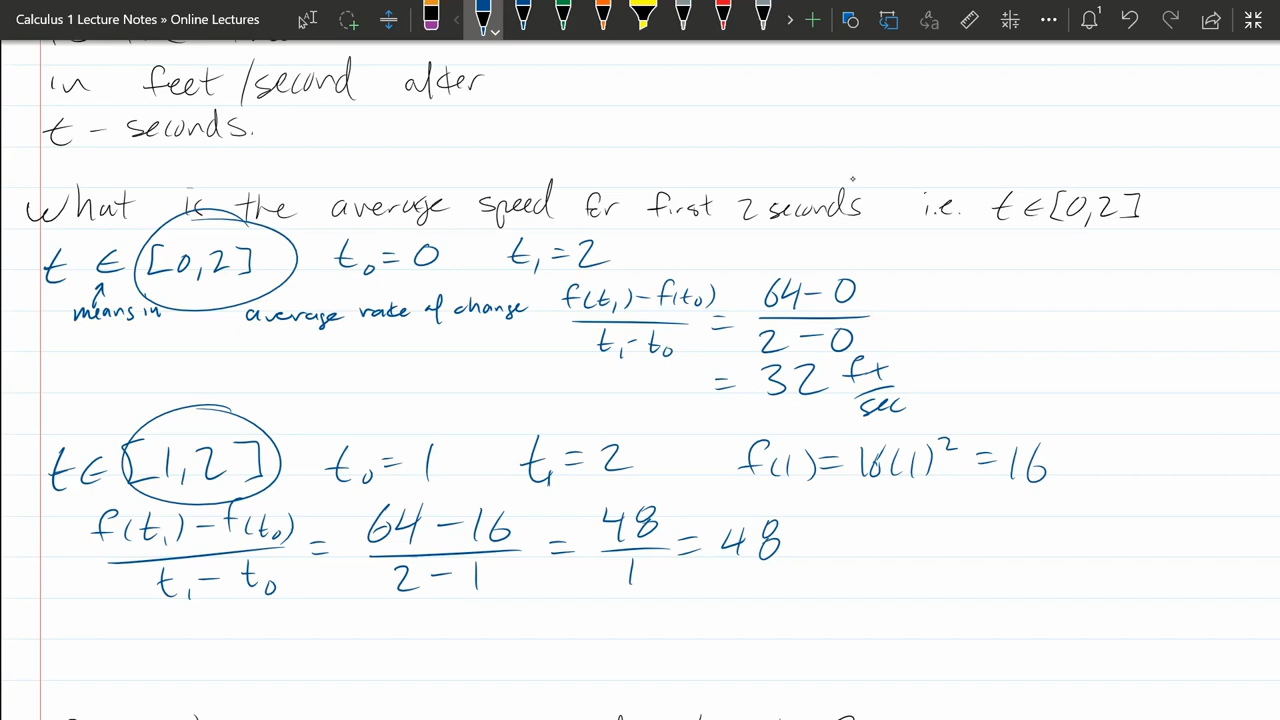 Calculus 1 Lecture Notes » Online Lectures
in feet/second after
t - seconds.
What is the average speed for first 2 seconds i.e. t∈[0,2]
t ∈ [0,2] t₀=0 t₁=2
means in average rate of change (f(t₁)-f(t₀))/(t₁-t₀) = (64-0)/(2-0)
= 32 ft/sec
t∈ [1,2] t₀=1 t₁=2 f(1)=16(1)²=16
(f(t₁)-f(t₀))/(t₁-t₀) = (64-16)/(2-1) = 48/1 = 48